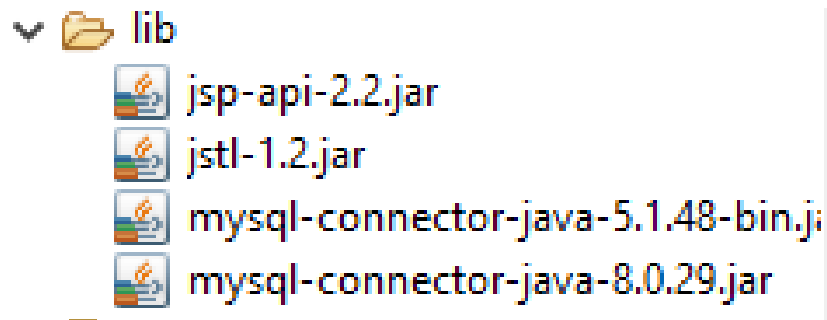 lib
jsp-api-2.2.jar
jstl-1.2.jar
mysql-connector-java-5.1.48-bin.ja
mysql-connector-java-8.0.29.jar